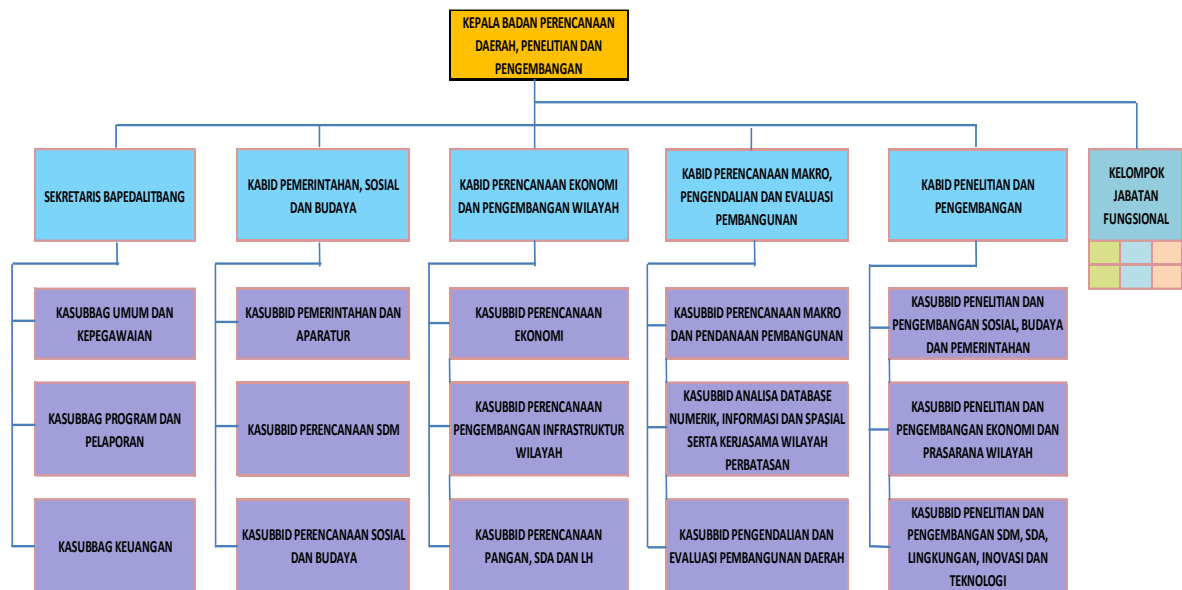 KEPALA BADAN PERENCANAAN
DAERAH, PENELITIAN DAN
PENGEMBANGAN
SEKRETARIS BAPEDALITBANG
KABID PEMERINTAHAN, SOSIAL
DAN BUDAYA
KABID PERENCANAAN EKONOMI
DAN PENGEMBANGAN WILAYAH
KABID PERENCANAAN MAKRO,
PENGENDALIAN DAN EVALUASI
PEMBANGUNAN
KABID PENELITIAN DAN
PENGEMBANGAN
KELOMPOK
JABATAN
FUNGSIONAL
KASUBBAG UMUM DAN
KEPEGAWAIAN
KASUBBID PEMERINTAHAN DAN
APARATUR
KASUBBID PERENCANAAN
EKONOMI
KASUBBID PERENCANAAN MAKRO
DAN PENDANAAN PEMBANGUNAN
KASUBBID PENELITIAN DAN
PENGEMBANGAN SOSIAL, BUDAYA
DAN PEMERINTAHAN
KASUBBAG PROGRAM DAN
PELAPORAN
KASUBBID PERENCANAAN SDM
KASUBBID PERENCANAAN
PENGEMBANGAN INFRASTRUKTUR
WILAYAH
KASUBBID ANALISA DATABASE
NUMERIK, INFORMASI DAN SPASIAL
SERTA KERJASAMA WILAYAH
PERBATASAN
KASUBBID PENELITIAN DAN
PENGEMBANGAN EKONOMI DAN
PRASARANA WILAYAH
KASUBBAG KEUANGAN
KASUBBID PERENCANAAN SOSIAL
DAN BUDAYA
KASUBBID PERENCANAAN
PANGAN, SDA DAN LH
KASUBBID PENGENDALIAN DAN
EVALUASI PEMBANGUNAN DAERAH
KASUBBID PENELITIAN DAN
PENGEMBANGAN SDM, SDA,
LINGKUNGAN, INOVASI DAN
TEKNOLOGI